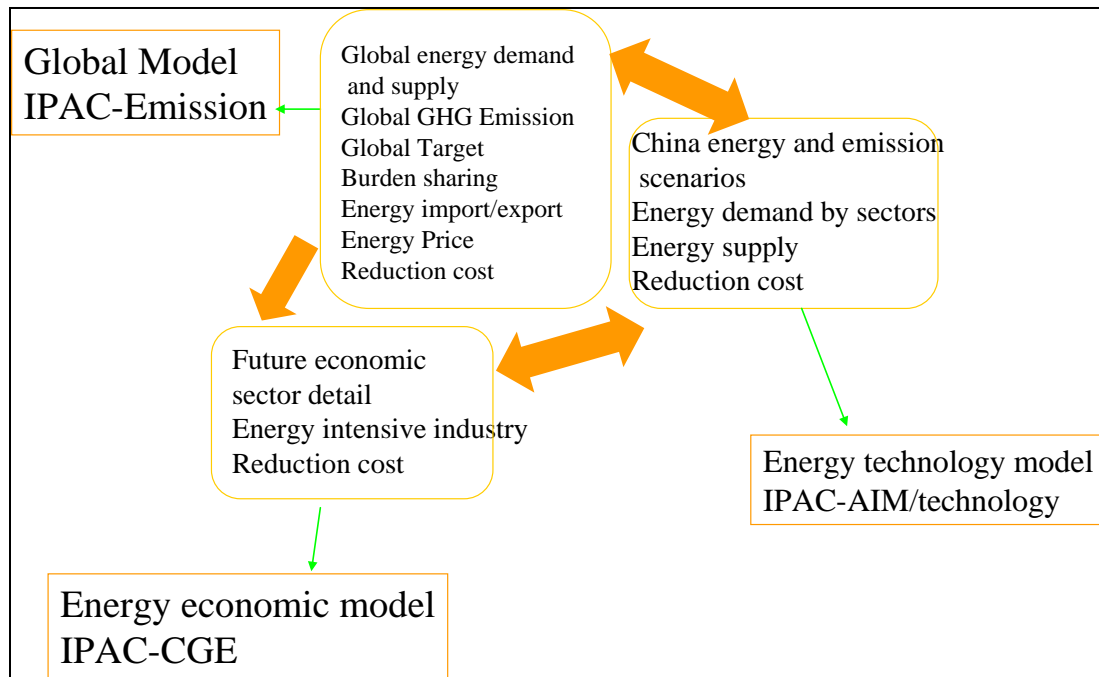 Global Model
IPAC-Emission
Global energy demand
and supply
Global GHG Emission
Global Target
Burden sharing
Energy import/export
Energy Price
Reduction cost
China energy and emission
scenarios
Energy demand by sectors
Energy supply
Reduction cost
Future economic
sector detail
Energy intensive industry
Reduction cost
Energy technology model
IPAC-AIM/technology
Energy economic model
IPAC-CGE